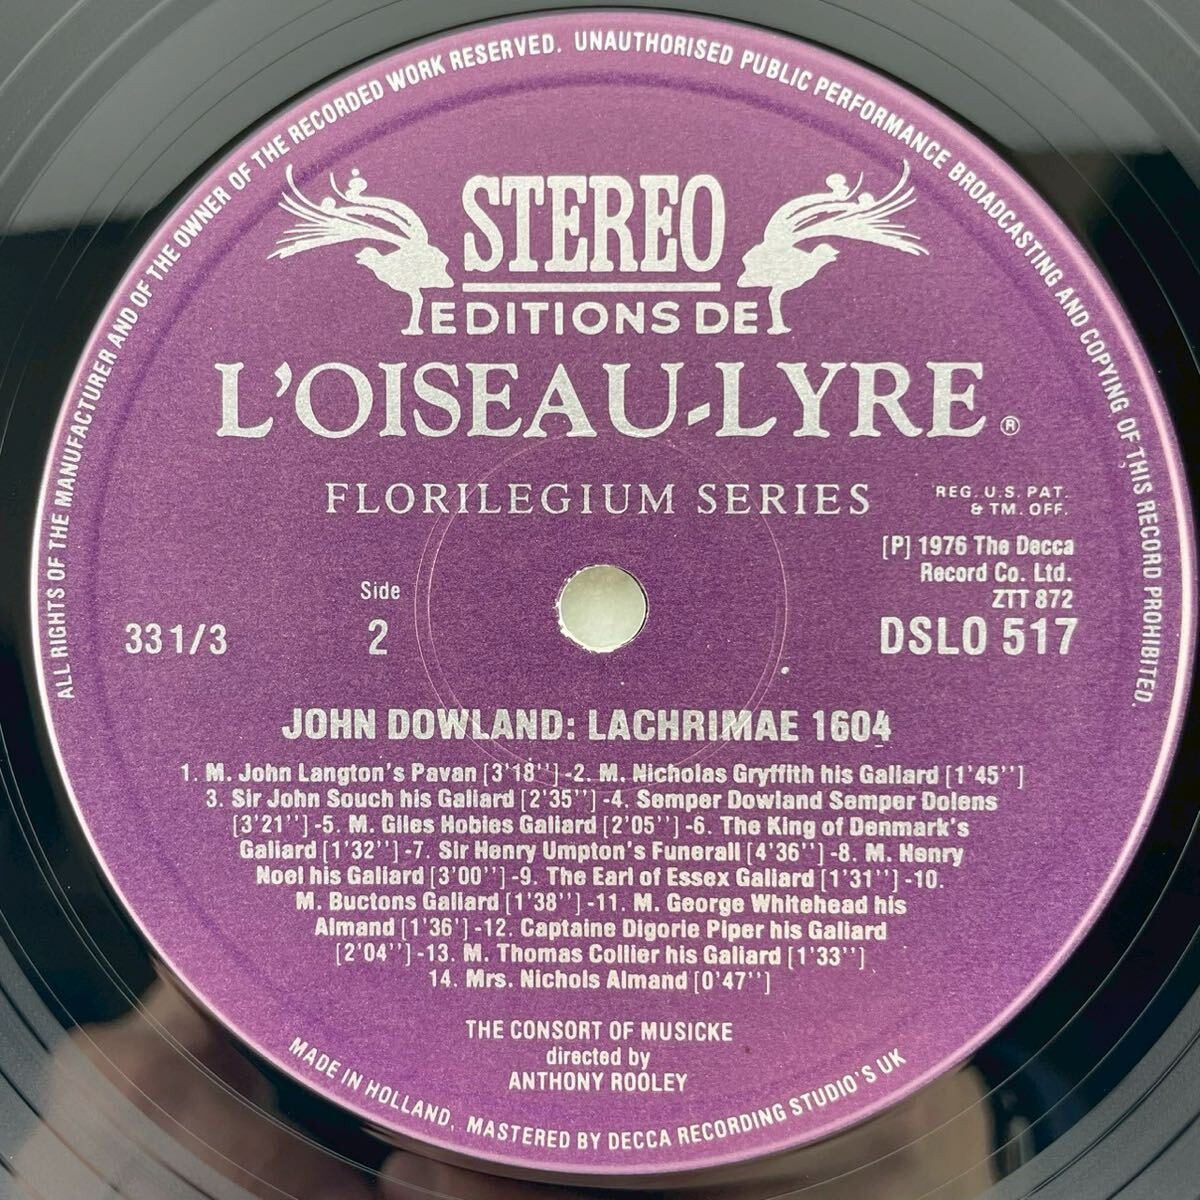 ALL RIGHTS OF THE MANUFACTURER AND OF THE OWNER OF THE RECORDED WORK RESERVED. UNAUTHORISED PUBLIC PERFORMANCE BROADCASTING AND COPYING OF THIS RECORD PROHIBITED.
STEREO
EDITIONS DE
L'OISEAU-LYRE ®
FLORILEGIUM SERIES
REG. U.S. PAT.
& TM. OFF.
[P] 1976 The Decca
Record Co. Ltd.
ZTT 872
DSLO 517
33 1/3
Side
2
JOHN DOWLAND: LACHRIMAE 1604
1. M. John Langton's Pavan [3'18''] -2. M. Nicholas Gryffith his Galiard [1'45'']
3. Sir John Souch his Galiard [2'35''] -4. Semper Dowland Semper Dolens
[3'21''] -5. M. Giles Hobies Galiard [2'05''] -6. The King of Denmark's
Galiard [1'32''] -7. Sir Henry Umpton's Funerall [4'36''] -8. M. Henry
Noel his Galiard [3'00''] -9. The Earl of Essex Galiard [1'31''] -10.
M. Buctons Galiard [1'38''] -11. M. George Whitehead his
Almand [1'36'] -12. Captaine Digorie Piper his Galiard
[2'04''] -13. M. Thomas Collier his Galiard [1'33'']
14. Mrs. Nichols Almand [0'47'']
THE CONSORT OF MUSICKE
directed by
ANTHONY ROOLEY
MADE IN HOLLAND, MASTERED BY DECCA RECORDING STUDIO'S UK